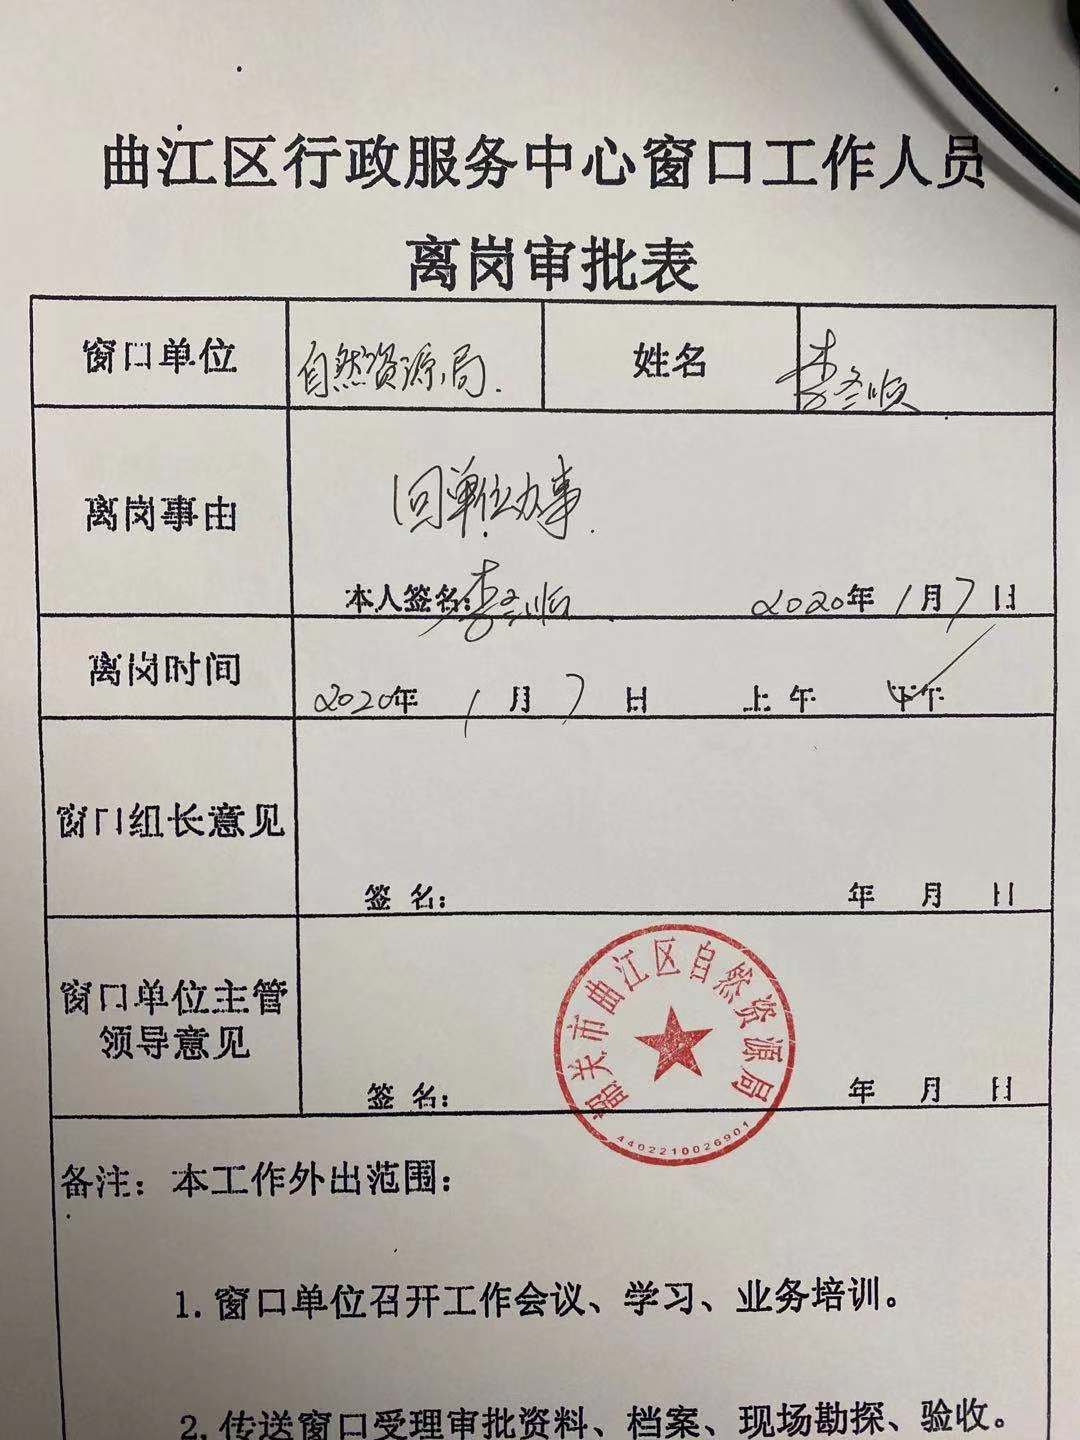 曲江区行政服务中心窗口工作人员
离岗审批表
窗口单位 自然资源局. 姓名 李冬顺
离岗事由 回单位办事.
本人签名: 李冬顺 2020年 1月 7日
离岗时间 2020年 1月 7日 上午 下午
窗口组长意见
签名: 年 月 日
窗口单位主管
领导意见
签名: 年 月 日
韶关市曲江区自然资源局
4402210026901
备注: 本工作外出范围:
1. 窗口单位召开工作会议、学习、业务培训。
2. 传送窗口受理审批资料、档案、现场勘探、验收。